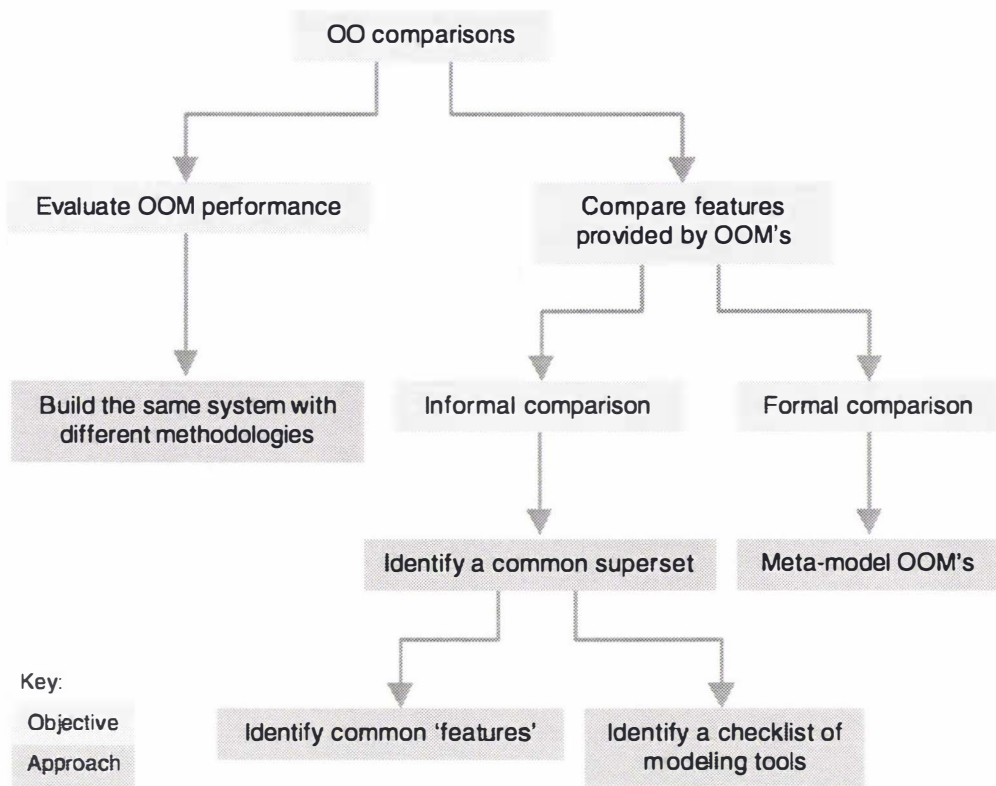 OO comparisons
Evaluate OOM performance
Compare features
provided by OOM's
Build the same system with
different methodologies
Informal comparison
Formal comparison
Identify a common superset
Meta-model OOM's
Key:
Objective
Approach
Identify common ‘features’
Identify a checklist of
modeling tools